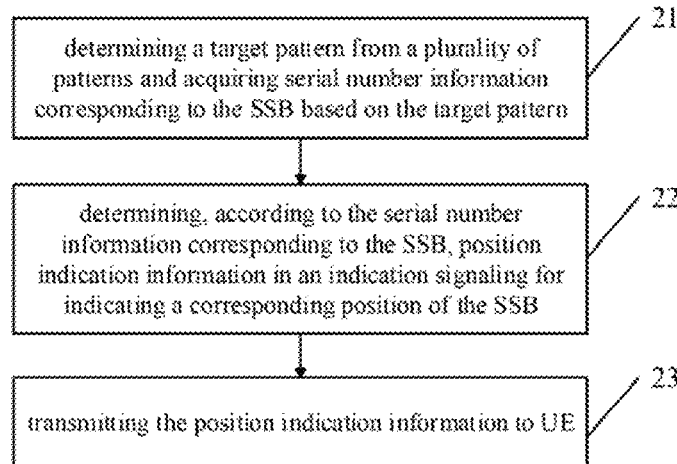 determining a target pattern from a plurality of
patterns and acquiring serial number information
corresponding to the SSB based on the target pattern
21
determining, according to the serial number
information corresponding to the SSB, position
indication information in an indication signaling for
indicating a corresponding position of the SSB
22
transmitting the position indication information to UE
23